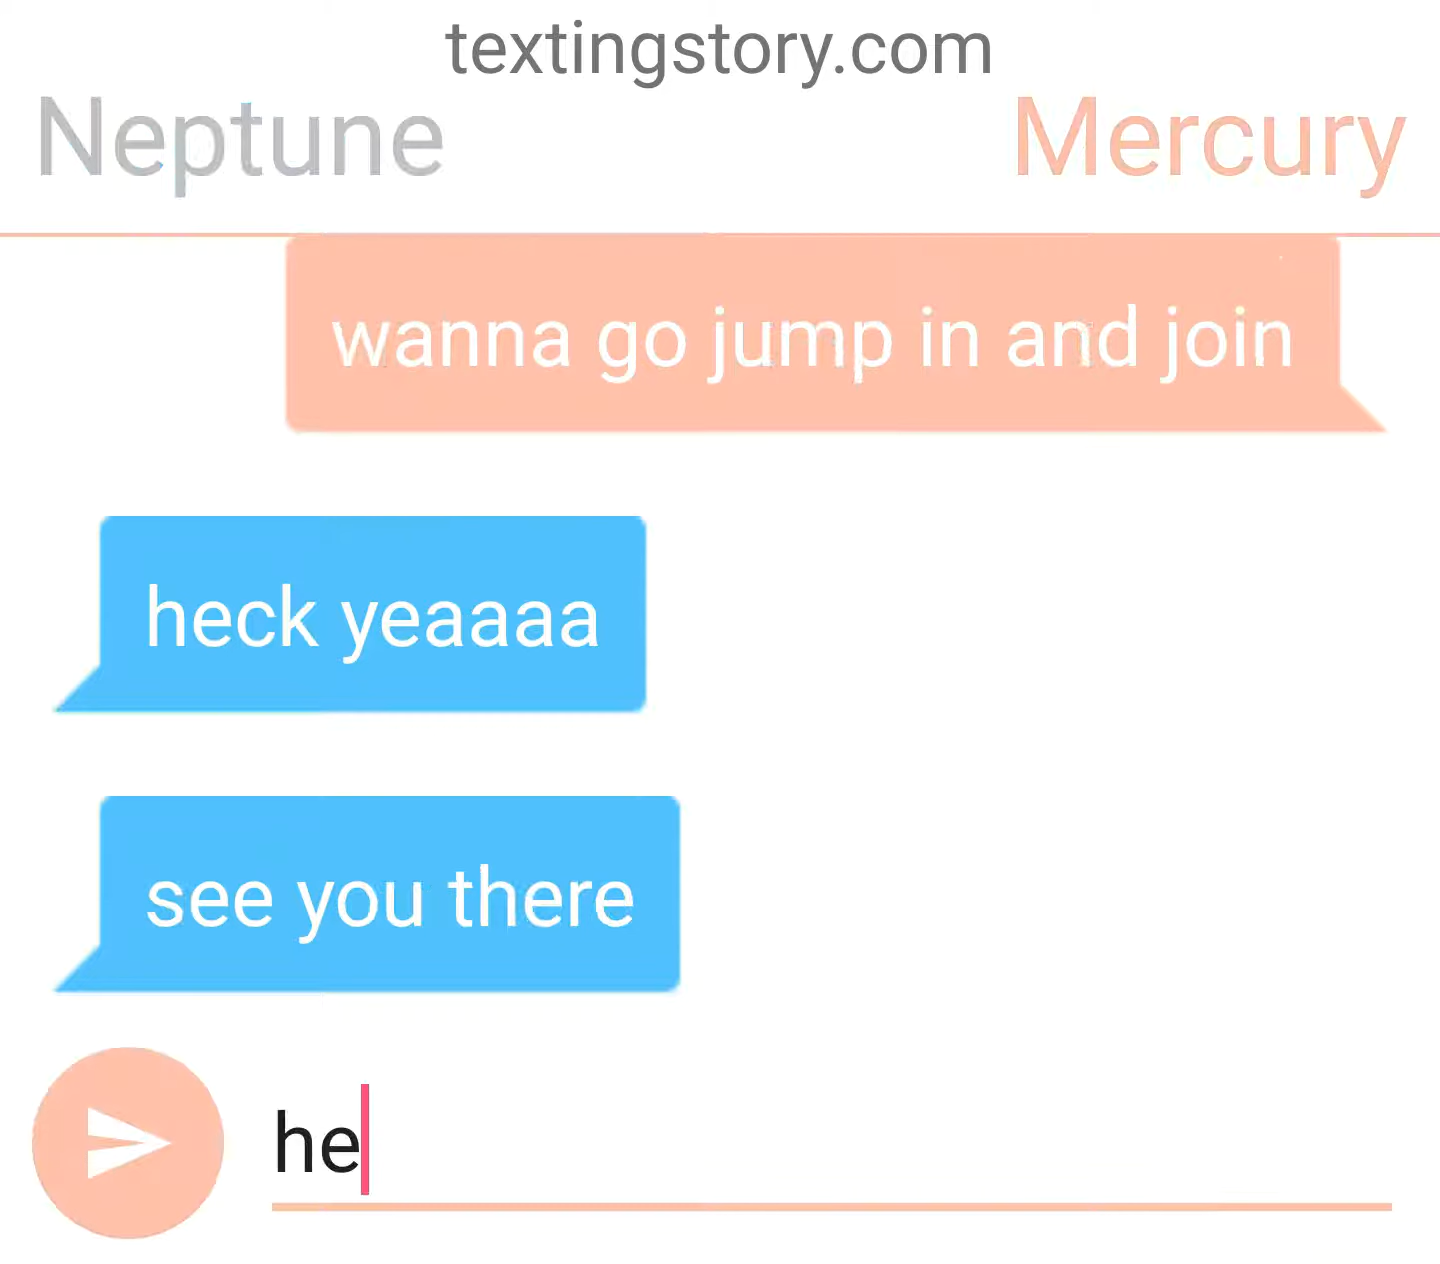 textingstory.com
Neptune
Mercury
wanna go jump in and join
heck yeaaaa
see you there
he